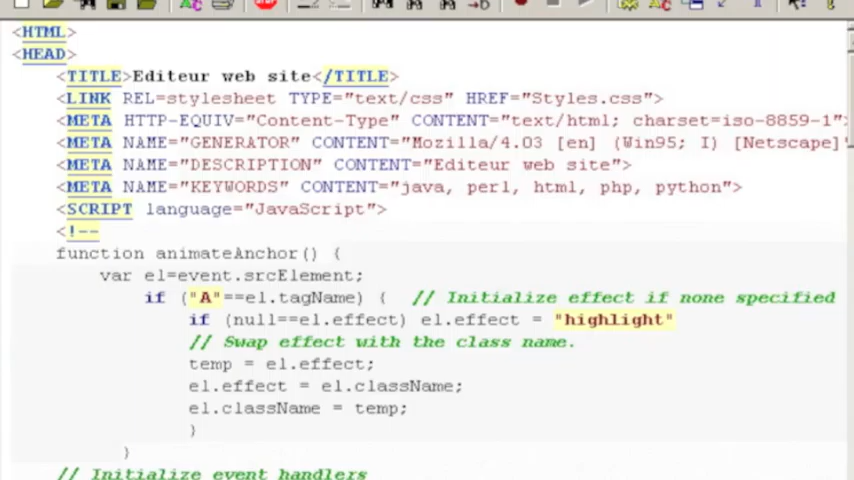 <HTML>
<HEAD>
<TITLE>Editeur web site</TITLE>
<LINK REL=stylesheet TYPE="text/css" HREF="Styles.css">
<META HTTP-EQUIV="Content-Type" CONTENT="text/html; charset=iso-8859-1">
<META NAME="GENERATOR" CONTENT="Mozilla/4.03 [en] (Win95; I) [Netscape]"
<META NAME="DESCRIPTION" CONTENT="Editeur web site">
<META NAME="KEYWORDS" CONTENT="java, perl, html, php, python">
<SCRIPT language="JavaScript">
<!--
function animateAnchor() {
var el=event.srcElement;
if ("A"==el.tagName) { // Initialize effect if none specified
if (null==el.effect) el.effect = "highlight"
// Swap effect with the class name.
temp = el.effect;
el.effect = el.className;
el.className = temp;
}
}
// Initialize event handlers